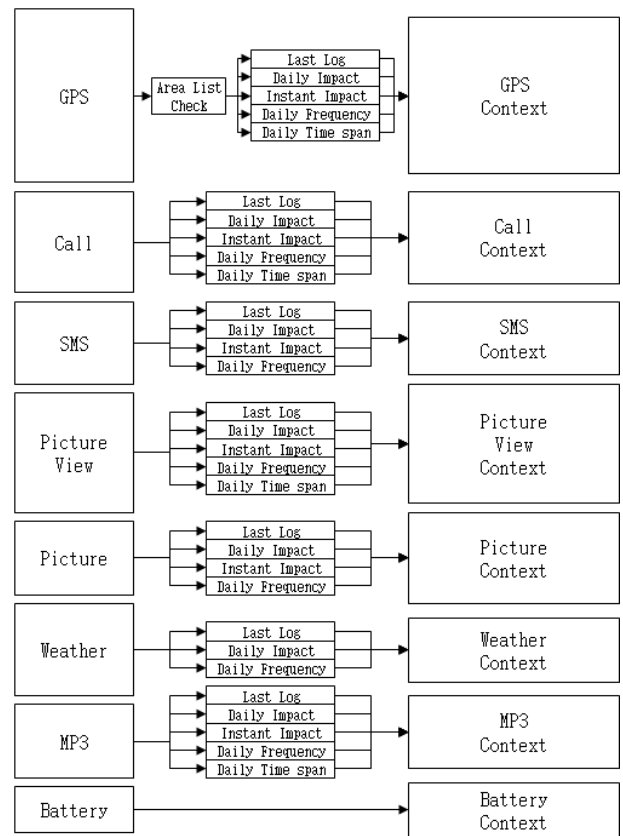 GPS
Area List
Check
Last Log
Daily Impact
Instant Impact
Daily Frequency
Daily Time span
GPS
Context
Call
Last Log
Daily Impact
Instant Impact
Daily Frequency
Daily Time span
Call
Context
SMS
Last Log
Daily Impact
Instant Impact
Daily Frequency
SMS
Context
Picture
View
Last Log
Daily Impact
Instant Impact
Daily Frequency
Daily Time span
Picture
View
Context
Picture
Last Log
Daily Impact
Instant Impact
Daily Frequency
Picture
Context
Weather
Last Log
Daily Impact
Daily Frequency
Weather
Context
MP3
Last Log
Daily Impact
Instant Impact
Daily Frequency
Daily Time span
MP3
Context
Battery
Battery
Context